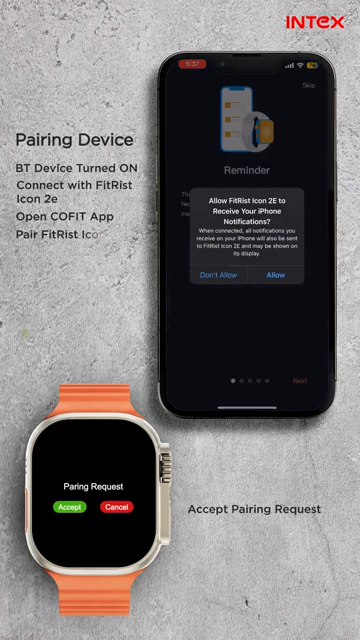 INTEX
5:37
76
Skip
Pairing Device
BT Device Turned ON
Connect with FitRist
Icon 2e
Open COFIT App
Pair FitRist Ico
Reminder
Allow FitRist Icon 2E to
Receive Your iPhone
Notifications?
When connected, all notifications you
receive on your iPhone will also be sent
to FitRist Icon 2E and may be shown on
its display.
Don't Allow
Allow
Next
Paring Request
Accept
Cancel
Accept Pairing Request